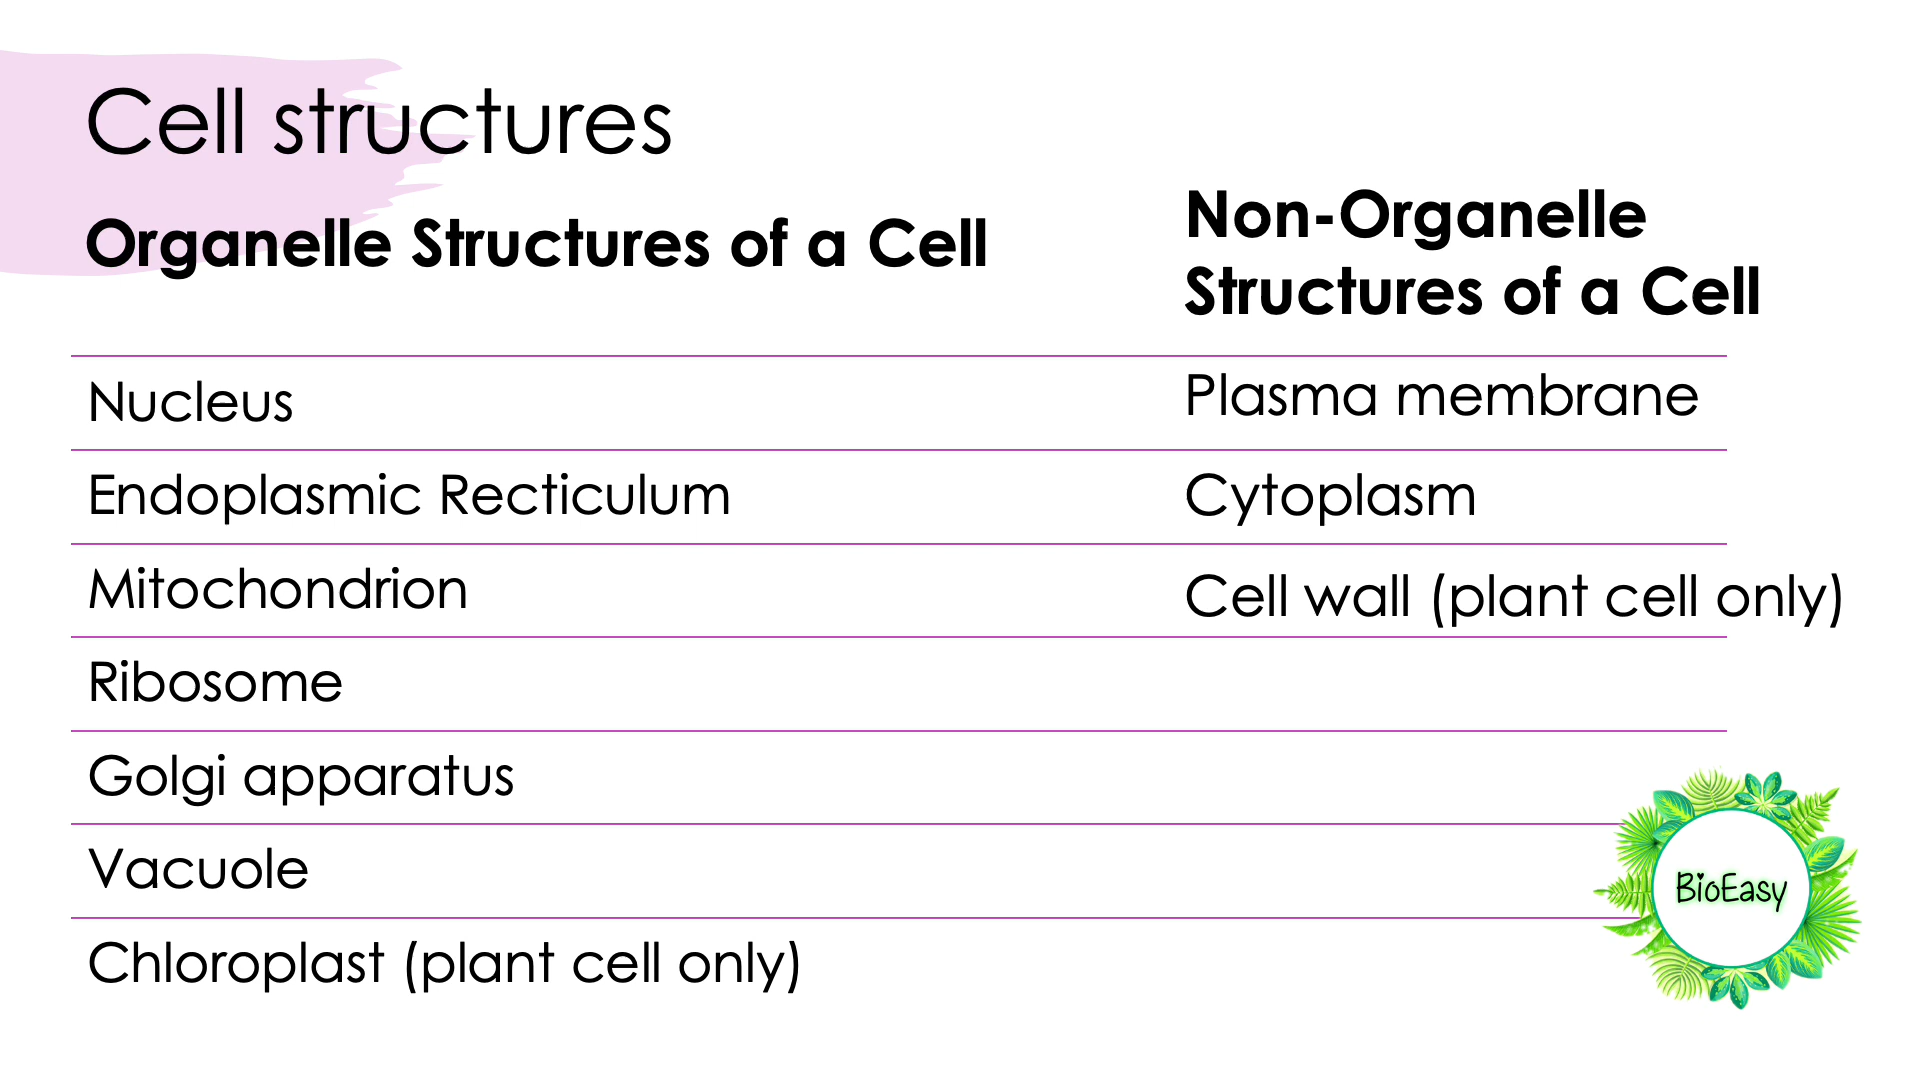 Cell structures
Organelle Structures of a Cell
Nucleus
Endoplasmic Recticulum
Mitochondrion
Ribosome
Golgi apparatus
Vacuole
Chloroplast (plant cell only)
Non-Organelle
Structures of a Cell
Plasma membrane
Cytoplasm
Cell wall (plant cell only)
BioEasy